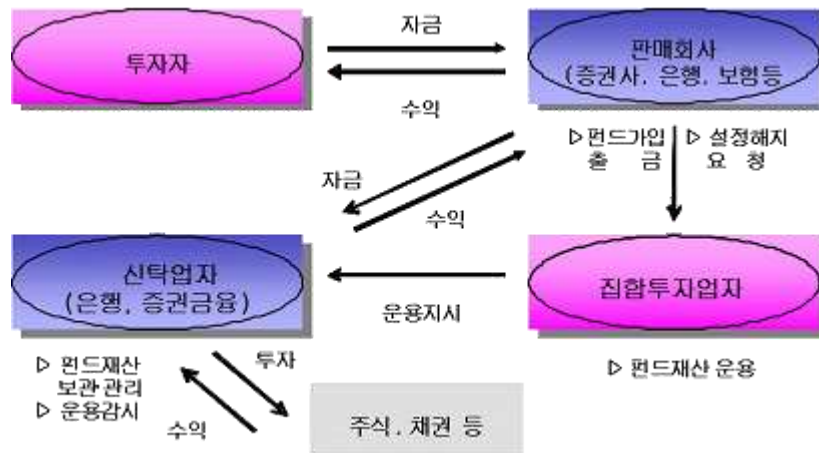 자금
투자자
판매회사
(증권사, 은행, 보험등
수익
▷펀드가입
출 금
▷ 설정해지
요 청
자금
수익
신탁업자
(은행, 증권금융)
집합투자업자
운용지시
▷ 펀드재산
보관·관리
▷ 운용감시
투자
▷ 펀드재산 운용
수익
주식, 채권 등